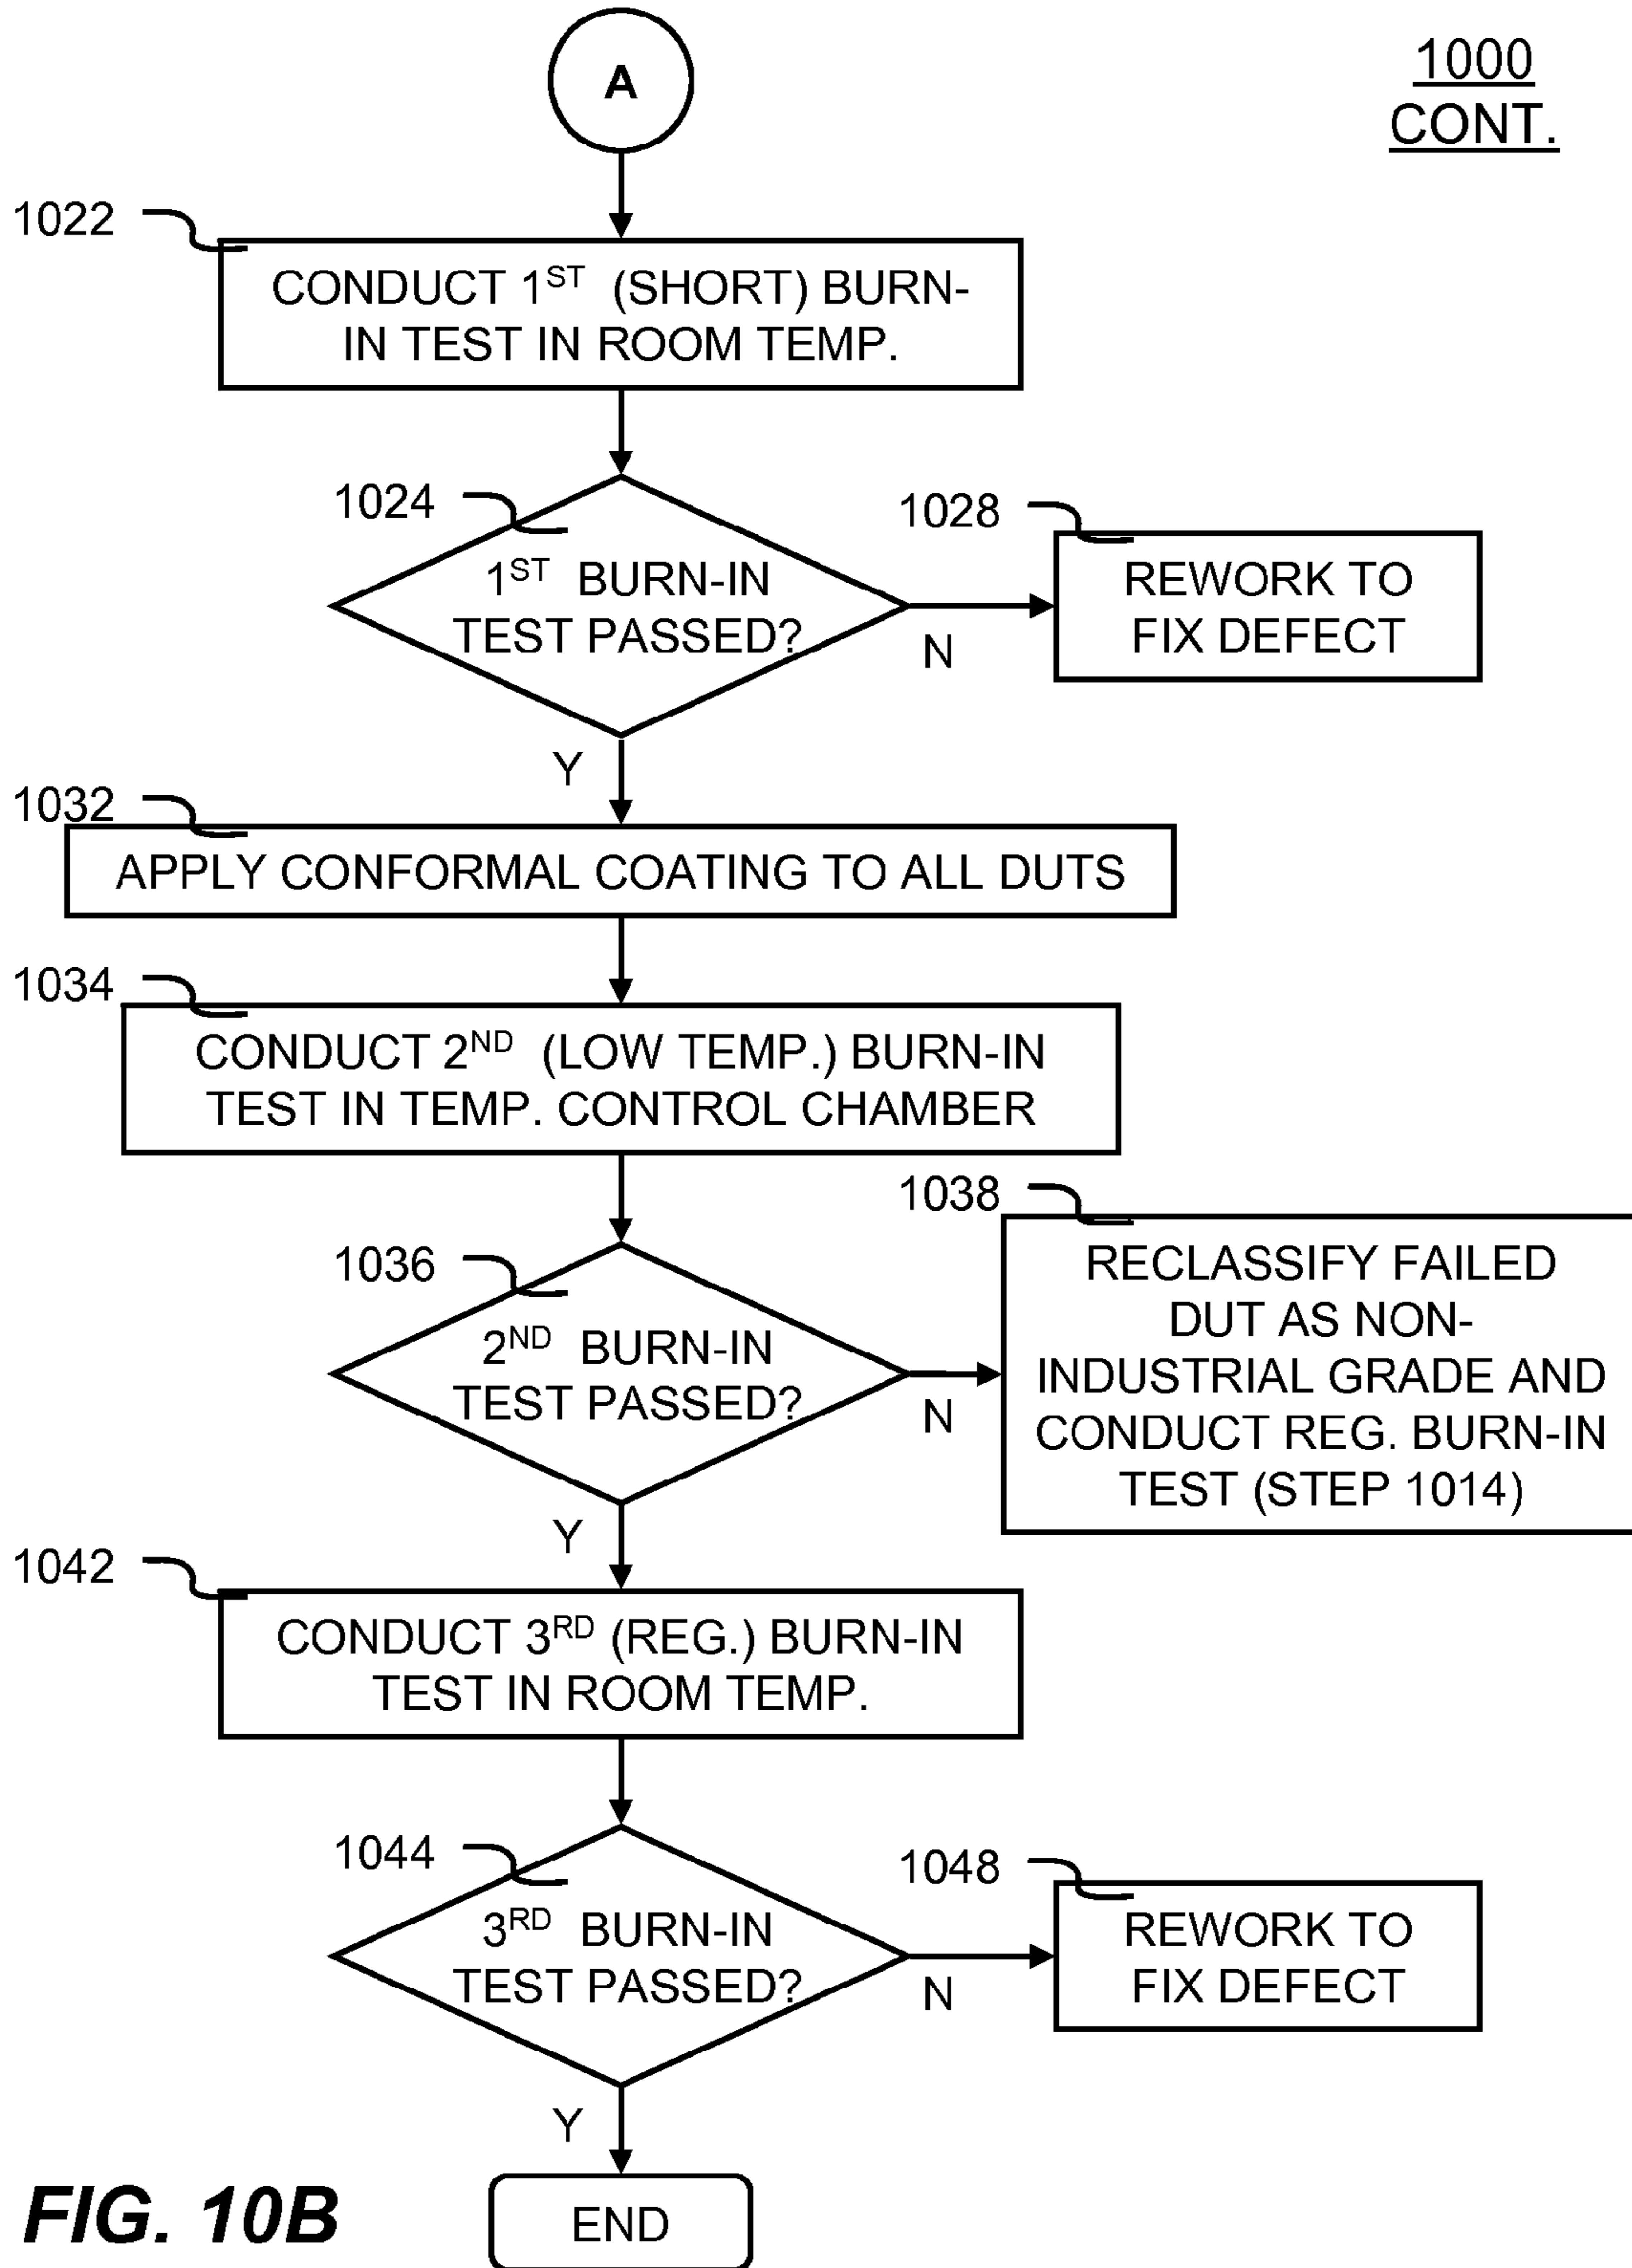 A
1000
CONT.
1022
CONDUCT 1ST (SHORT) BURN-
IN TEST IN ROOM TEMP.
1024
1ST BURN-IN
TEST PASSED?
N
1028
REWORK TO
FIX DEFECT
Y
1032
APPLY CONFORMAL COATING TO ALL DUTS
1034
CONDUCT 2ND (LOW TEMP.) BURN-IN
TEST IN TEMP. CONTROL CHAMBER
1036
2ND BURN-IN
TEST PASSED?
N
1038
RECLASSIFY FAILED
DUT AS NON-
INDUSTRIAL GRADE AND
CONDUCT REG. BURN-IN
TEST (STEP 1014)
Y
1042
CONDUCT 3RD (REG.) BURN-IN
TEST IN ROOM TEMP.
1044
3RD BURN-IN
TEST PASSED?
N
1048
REWORK TO
FIX DEFECT
Y
END
FIG. 10B